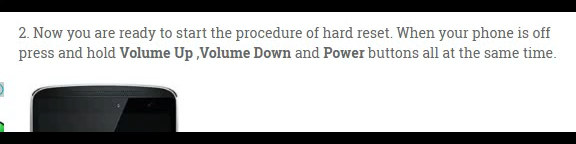 2. Now you are ready to start the procedure of hard reset. When your phone is off
press and hold Volume Up ,Volume Down and Power buttons all at the same time.